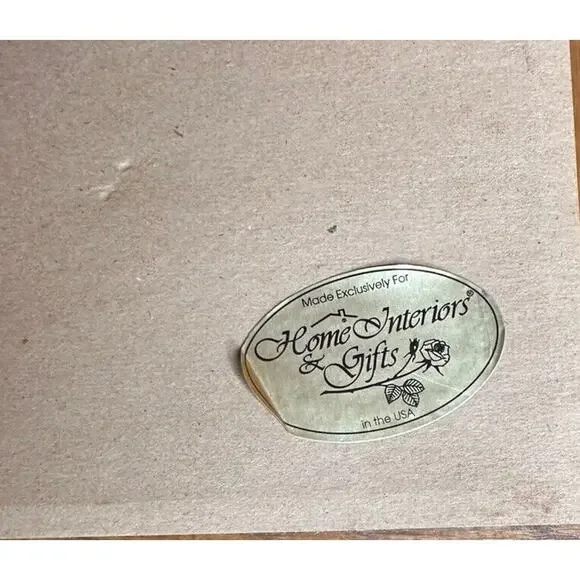 Made Exclusively For
Home Interiors®
& Gifts
in the USA